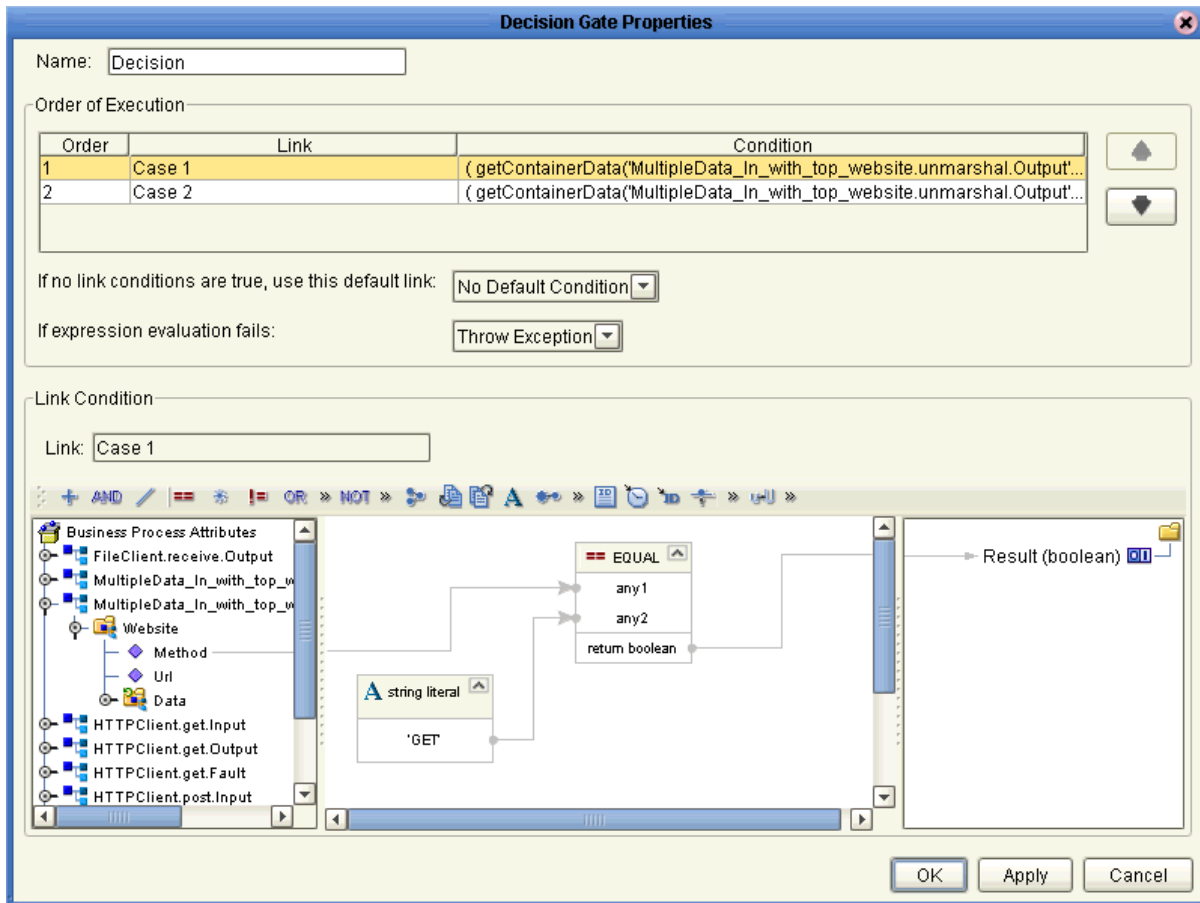 Decision Gate Properties
Name: Decision
Order of Execution
Order Link Condition
1 Case 1 ( getContainerData('MultipleData_In_with_top_website.unmarshal.Output'...
2 Case 2 ( getContainerData('MultipleData_In_with_top_website.unmarshal.Output'...
If no link conditions are true, use this default link: No Default Condition
If expression evaluation fails: Throw Exception
Link Condition
Link: Case 1
+ AND / == != OR » NOT » A » ID ID » »
Business Process Attributes
FileClient.receive.Output
MultipleData_In_with_top_w
MultipleData_In_with_top_w
Website
Method
Url
Data
HTTPClient.get.Input
HTTPClient.get.Output
HTTPClient.get.Fault
HTTPClient.post.Input
== EQUAL
any1
any2
return boolean
A string literal
'GET'
Result (boolean)
OK Apply Cancel